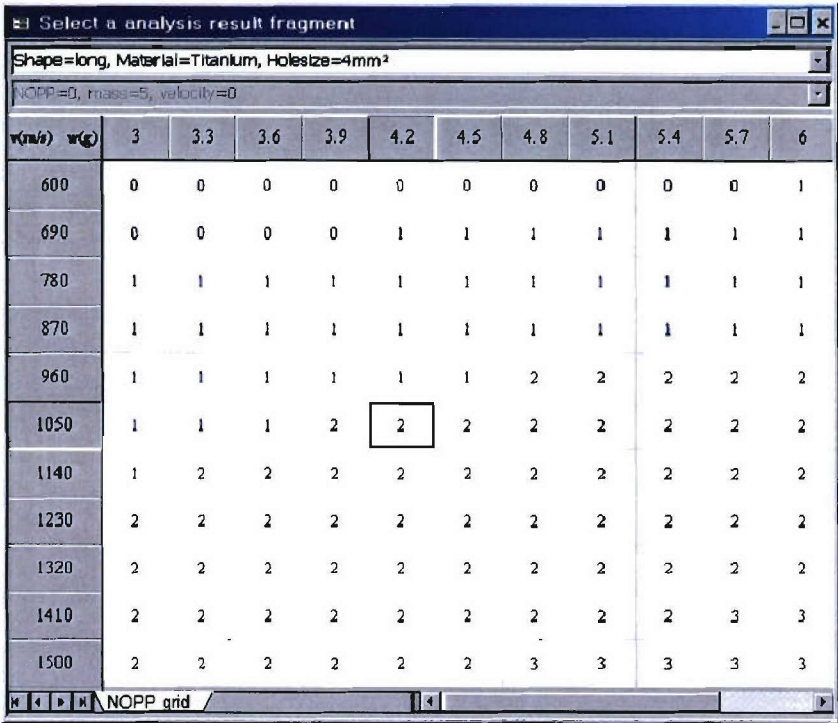 Select a analysis result fragment
Shape=long, Material=Titanium, Holesize=4mm²
NOPP=0, mass=5, velocity=0
v(m/s) w(g) 3 3.3 3.6 3.9 4.2 4.5 4.8 5.1 5.4 5.7 6
600 0 0 0 0 0 0 0 0 0 0 1
690 0 0 0 0 1 1 1 1 1 1 1
780 1 1 1 1 1 1 1 1 1 1 1
870 1 1 1 1 1 1 1 1 1 1 1
960 1 1 1 1 1 1 2 2 2 2 2
1050 1 1 1 2 2 2 2 2 2 2 2
1140 1 2 2 2 2 2 2 2 2 2 2
1230 2 2 2 2 2 2 2 2 2 2 2
1320 2 2 2 2 2 2 2 2 2 2 2
1410 2 2 2 2 2 2 2 2 2 3 3
1500 2 2 2 2 2 2 3 3 3 3 3
NOPP grid